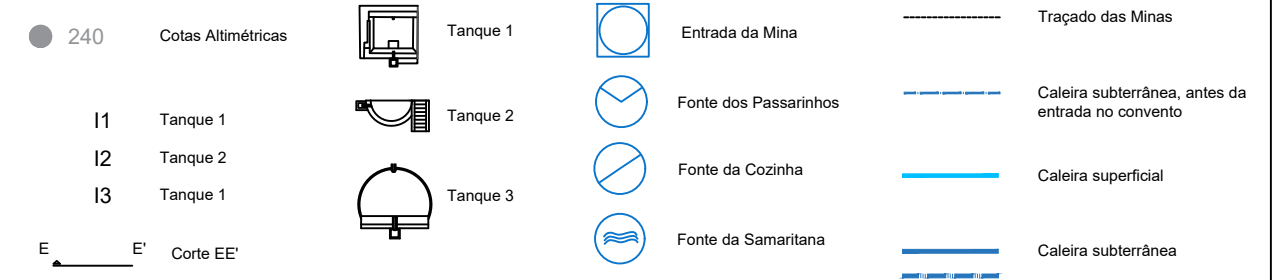 240 Cotas Altimétricas
I1 Tanque 1
I2 Tanque 2
I3 Tanque 1
E E' Corte EE'
Tanque 1
Tanque 2
Tanque 3
Entrada da Mina
Fonte dos Passarinhos
Fonte da Cozinha
Fonte da Samaritana
Traçado das Minas
Caleira subterrânea, antes da
entrada no convento
Caleira superficial
Caleira subterrânea